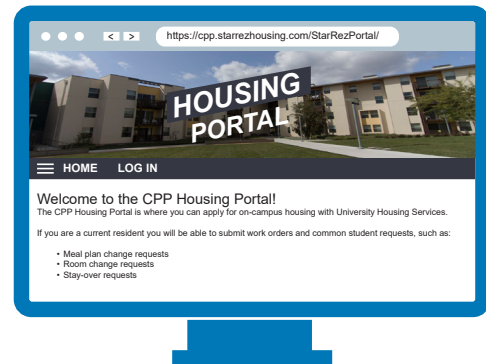 < >
https://cpp.starrezhousing.com/StarRezPortal/
HOUSING
PORTAL
HOME LOG IN
Welcome to the CPP Housing Portal!
The CPP Housing Portal is where you can apply for on-campus housing with University Housing Services.
If you are a current resident you will be able to submit work orders and common student requests, such as:
• Meal plan change requests
• Room change requests
• Stay-over requests